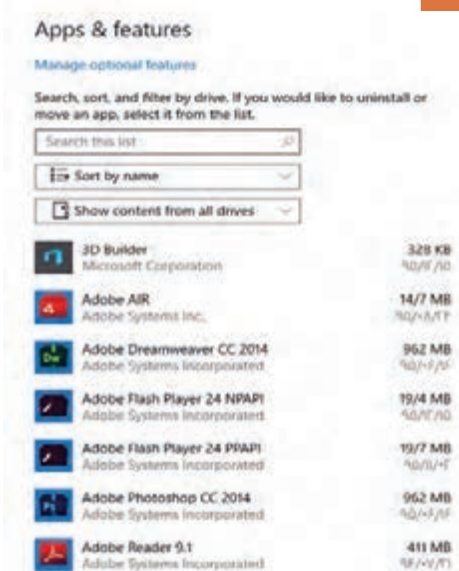 Apps & features
Manage optional features
Search, sort, and filter by drive. If you would like to uninstall or
move an app, select it from the list.
Search this list
Sort by name
Show content from all drives
3D Builder 328 KB
Microsoft Corporation
Adobe AIR 14/7 MB
Adobe Systems Inc.
Adobe Dreamweaver CC 2014 962 MB
Adobe Systems Incorporated
Adobe Flash Player 24 NPAPI 19/4 MB
Adobe Systems Incorporated
Adobe Flash Player 24 PPAPI 19/7 MB
Adobe Systems Incorporated
Adobe Photoshop CC 2014 962 MB
Adobe Systems Incorporated
Adobe Reader 9.1 411 MB
Adobe Systems Incorporated